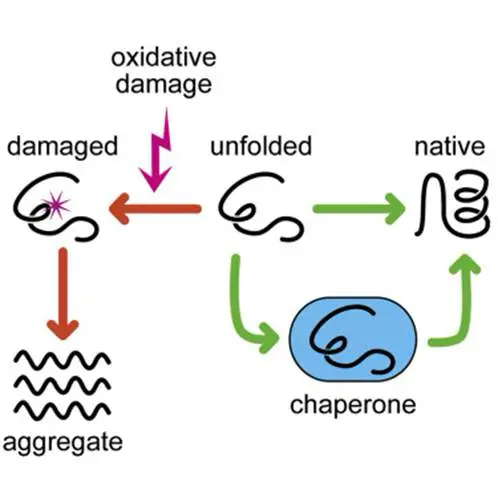 oxidative
damage
damaged
unfolded
native
chaperone
aggregate